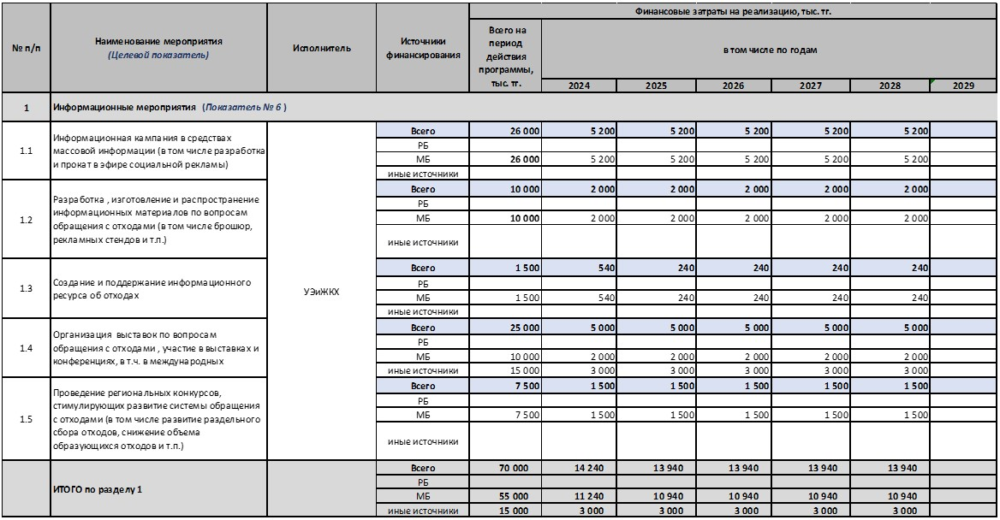 № п/п Наименование мероприятия (Целевой показатель) Исполнитель Источники финансирования Финансовые затраты на реализацию, тыс. тг.
Всего на период действия программы, тыс. тг. в том числе по годам
2024 2025 2026 2027 2028 2029
1 Информационные мероприятия (Показатель № 6 )
1.1 Информационная кампания в средствах массовой информации (в том числе разработка и прокат в эфире социальной рекламы) УЭиЖКХ
Всего 26 000 5 200 5 200 5 200 5 200 5 200
РБ
МБ 26 000 5 200 5 200 5 200 5 200 5 200
иные источники
1.2 Разработка , изготовление и распространение информационных материалов по вопросам обращения с отходами (в том числе брошюр, рекламных стендов и т.п.)
Всего 10 000 2 000 2 000 2 000 2 000 2 000
РБ
МБ 10 000 2 000 2 000 2 000 2 000 2 000
иные источники
1.3 Создание и поддержание информационного ресурса об отходах
Всего 1 500 540 240 240 240 240
РБ
МБ 1 500 540 240 240 240 240
иные источники
1.4 Организация выставок по вопросам обращения с отходами , участие в выставках и конференциях, в т.ч. в международных
Всего 25 000 5 000 5 000 5 000 5 000 5 000
РБ
МБ 10 000 2 000 2 000 2 000 2 000 2 000
иные источники 15 000 3 000 3 000 3 000 3 000 3 000
1.5 Проведение региональных конкурсов, стимулирующих развитие системы обращения с отходами (в том числе развитие раздельного сбора отходов, снижение объема образующихся отходов и т.п.)
Всего 7 500 1 500 1 500 1 500 1 500 1 500
РБ
МБ 7 500 1 500 1 500 1 500 1 500 1 500
иные источники
ИТОГО по разделу 1
Всего 70 000 14 240 13 940 13 940 13 940 13 940
РБ
МБ 55 000 11 240 10 940 10 940 10 940 10 940
иные источники 15 000 3 000 3 000 3 000 3 000 3 000